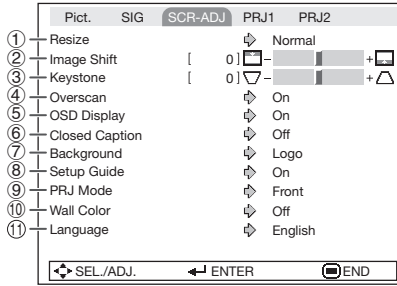 Pict. SIG SCR-ADJ PRJ1 PRJ2
① Resize Normal
② Image Shift [ 0 ] − +
③ Keystone [ 0 ] − +
④ Overscan On
⑤ OSD Display On
⑥ Closed Caption Off
⑦ Background Logo
⑧ Setup Guide On
⑨ PRJ Mode Front
⑩ Wall Color Off
⑪ Language English
SEL./ADJ. ENTER END